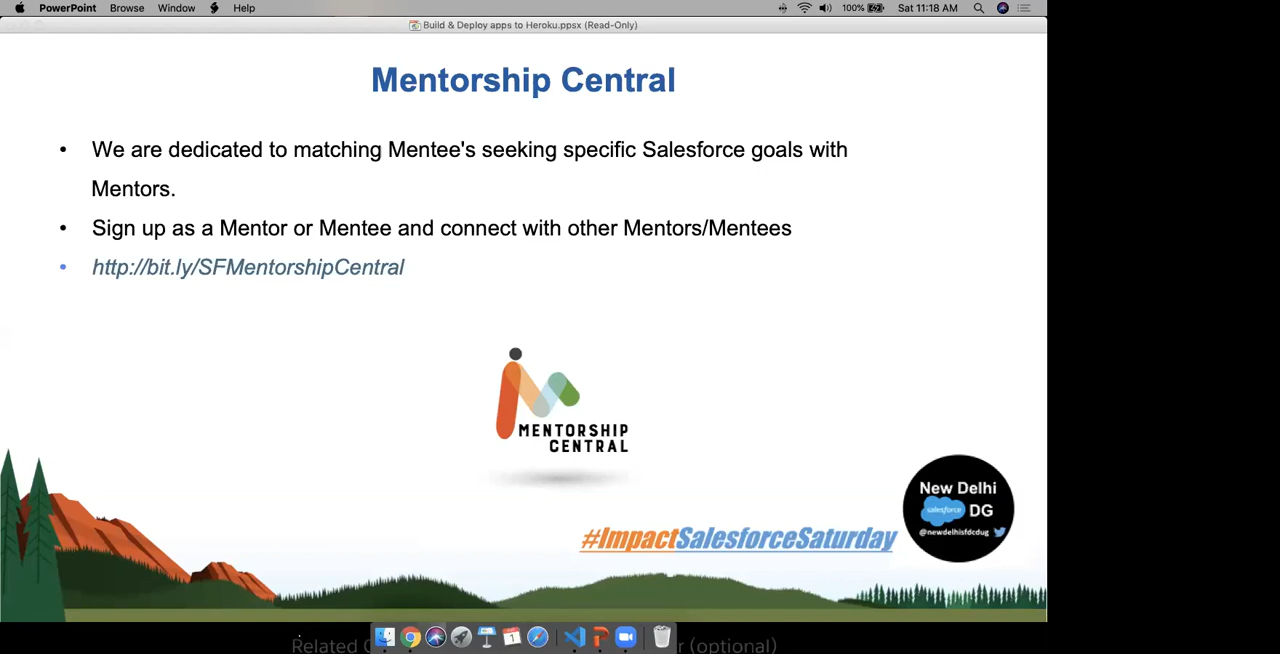 PowerPoint Browse Window Help 100% Sat 11:18 AM
Build & Deploy apps to Heroku.ppsx (Read-Only)
Mentorship Central
• We are dedicated to matching Mentee's seeking specific Salesforce goals with
Mentors.
• Sign up as a Mentor or Mentee and connect with other Mentors/Mentees
• http://bit.ly/SFMentorshipCentral
MENTORSHIP
CENTRAL
New Delhi
salesforce DG
@newdelhisfdcdug
#ImpactSalesforceSaturday
1
Related r (optional)